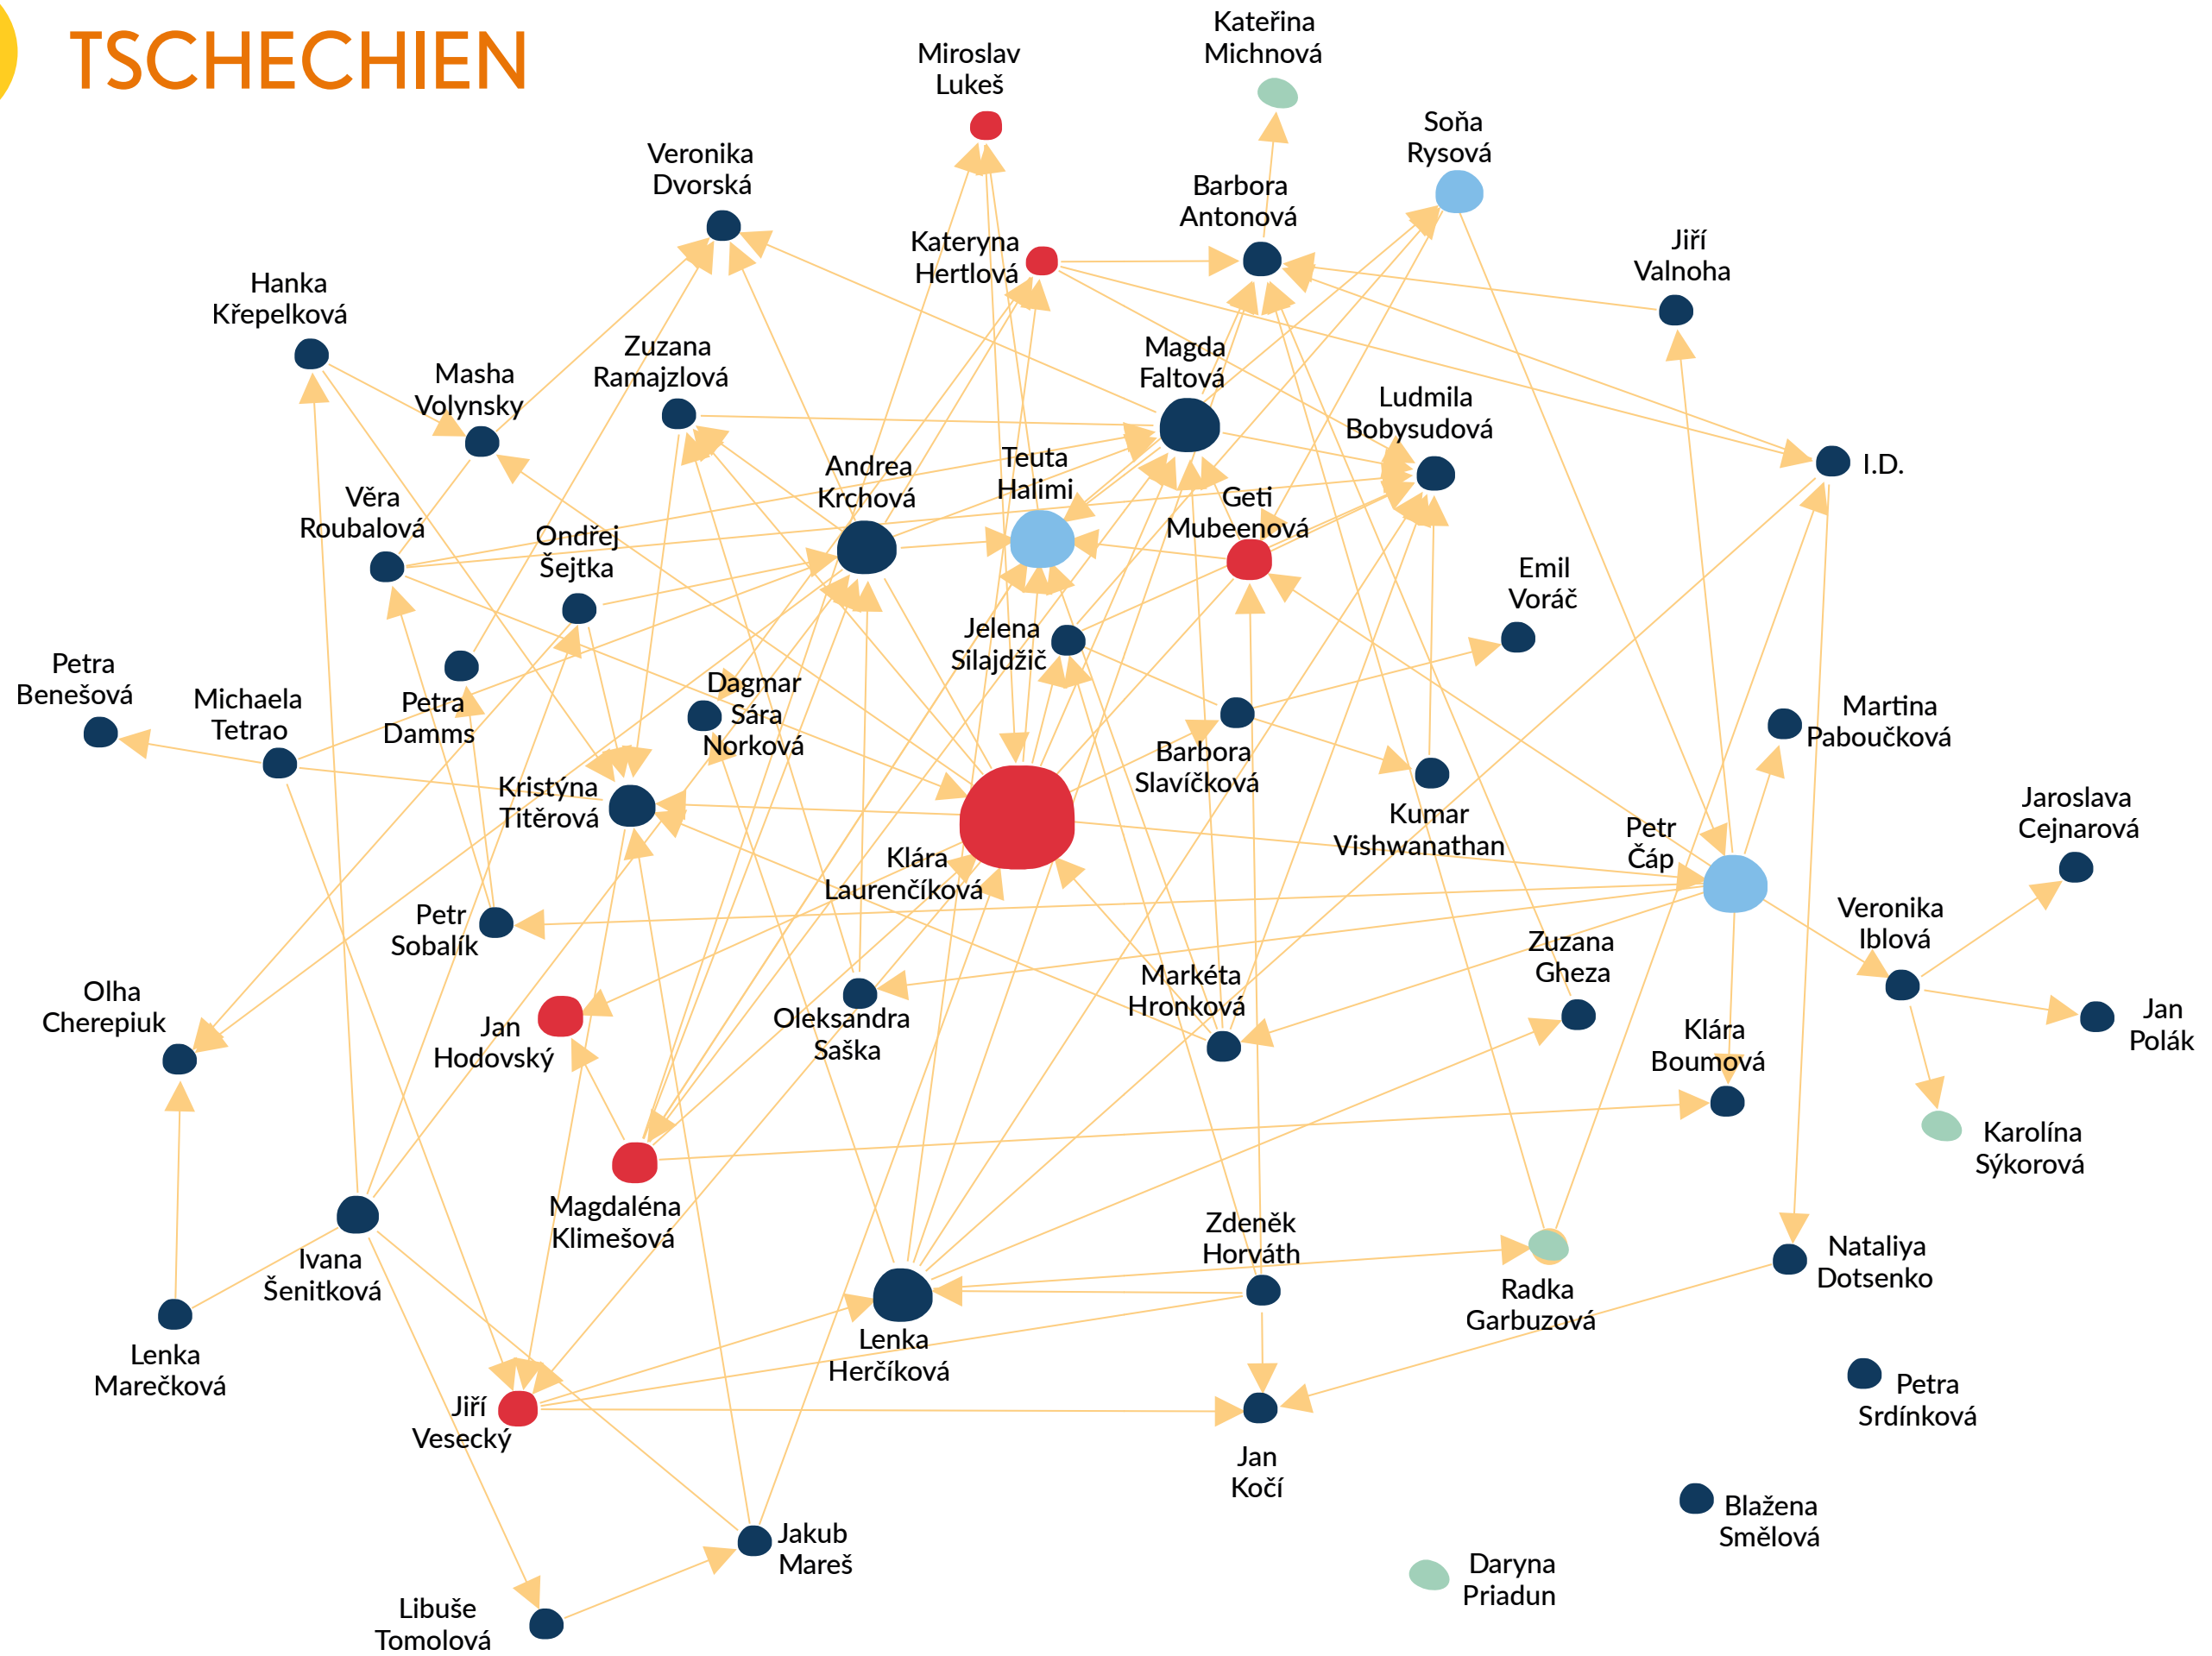 TSCHECHIEN
Kateřina
Michnová
Miroslav
Lukeš
Soňa
Rysová
Veronika
Dvorská
Barbora
Antonová
Kateryna
Hertlová
Jiří
Valnoha
Hanka
Křepelková
Zuzana
Ramajzlová
Magda
Faltová
Masha
Volynsky
Ludmila
Bobysudová
Teuta
Halimi
Andrea
Krchová
I.D.
Věra
Roubalová
Geti
Mubeenová
Ondřej
Šejtka
Emil
Voráč
Jelena
Silajdžič
Petra
Benešová
Michaela
Tetrao
Petra
Damms
Dagmar
Sára
Norková
Martina
Paboučková
Barbora
Slavíčková
Kristýna
Titěrová
Jaroslava
Cejnarová
Kumar
Vishwanathan
Petr
Čáp
Klára
Laurenčíková
Veronika
Iblová
Petr
Sobalík
Zuzana
Gheza
Markéta
Hronková
Olha
Cherepiuk
Jan
Hodovský
Oleksandra
Saška
Jan
Polák
Klára
Boumová
Karolína
Sýkorová
Magdaléna
Klimešová
Zdeněk
Horváth
Ivana
Šenitková
Nataliya
Dotsenko
Radka
Garbuzová
Lenka
Herčíková
Lenka
Marečková
Petra
Srdínková
Jiří
Vesecký
Jan
Kočí
Blažena
Smělová
Jakub
Mareš
Daryna
Priadun
Libuše
Tomolová